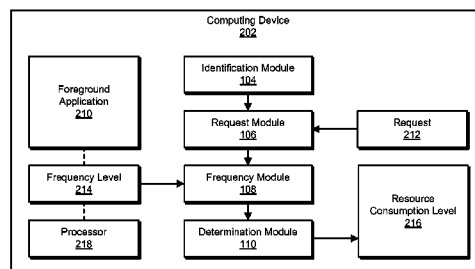 Computing Device
202
Foreground
Application
210
Identification Module
104
Request Module
106
Request
212
Frequency Level
214
Frequency Module
108
Resource
Consumption Level
216
Processor
218
Determination Module
110